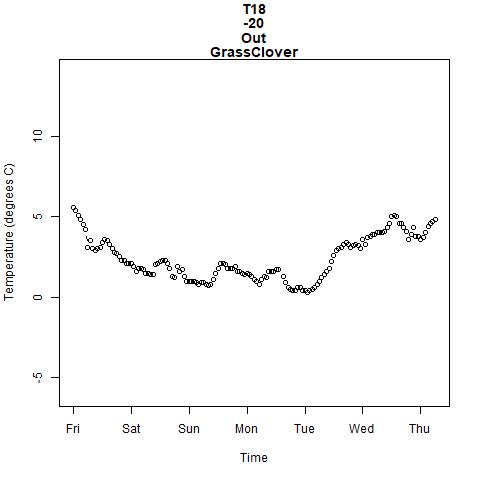 T18
-20
Out
GrassClover
Temperature (degrees C)
10
5
0
-5
Fri Sat Sun Mon Tue Wed Thu
Time